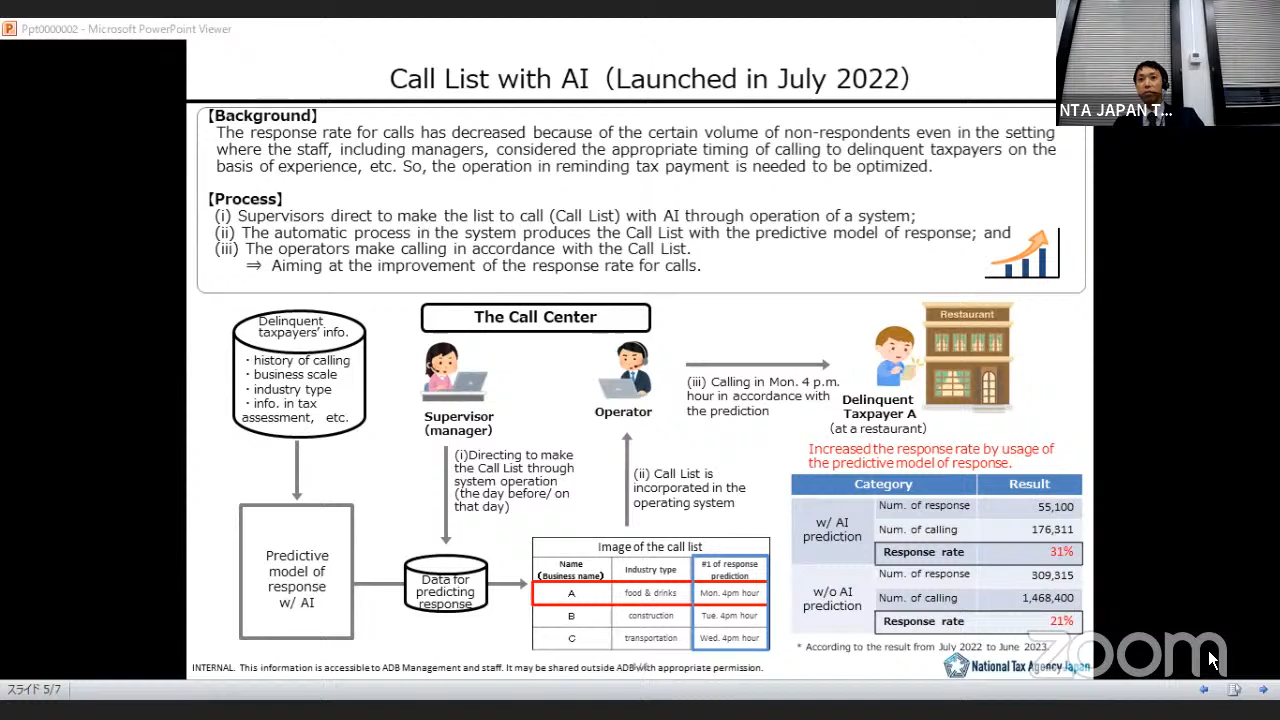 Ppt0000002 - Microsoft PowerPoint Viewer
NTA JAPAN T...
Call List with AI（Launched in July 2022）
【Background】
The response rate for calls has decreased because of the certain volume of non-respondents even in the setting
where the staff, including managers, considered the appropriate timing of calling to delinquent taxpayers on the
basis of experience, etc. So, the operation in reminding tax payment is needed to be optimized.
【Process】
(i) Supervisors direct to make the list to call (Call List) with AI through operation of a system;
(ii) The automatic process in the system produces the Call List with the predictive model of response; and
(iii) The operators make calling in accordance with the Call List.
⇒ Aiming at the improvement of the response rate for calls.
Delinquent
taxpayers' info.
・history of calling
・business scale
・industry type
・info. in tax
assessment, etc.
Predictive
model of
response
w/ AI
The Call Center
Supervisor
(manager)
(i)Directing to make
the Call List through
system operation
(the day before/ on
that day)
Data for
predicting
response
Operator
(ii) Call List is
incorporated in the
operating system
Image of the call list
Name
(Business name)
Industry type
#1 of response
prediction
A food & drinks Mon. 4pm hour
B construction Tue. 4pm hour
C transportation Wed. 4pm hour
(iii) Calling in Mon. 4 p.m.
hour in accordance with
the prediction
Restaurant
Delinquent
Taxpayer A
(at a restaurant)
Increased the response rate by usage of
the predictive model of response.
Category Result
w/ AI
prediction
Num. of response 55,100
Num. of calling 176,311
Response rate 31%
w/o AI
prediction
Num. of response 309,315
Num. of calling 1,468,400
Response rate 21%
* According to the result from July 2022 to June 2023
INTERNAL. This information is accessible to ADB Management and staff. It may be shared outside ADB with appropriate permission.
National Tax Agency Japan
zoom
スライド 5/7